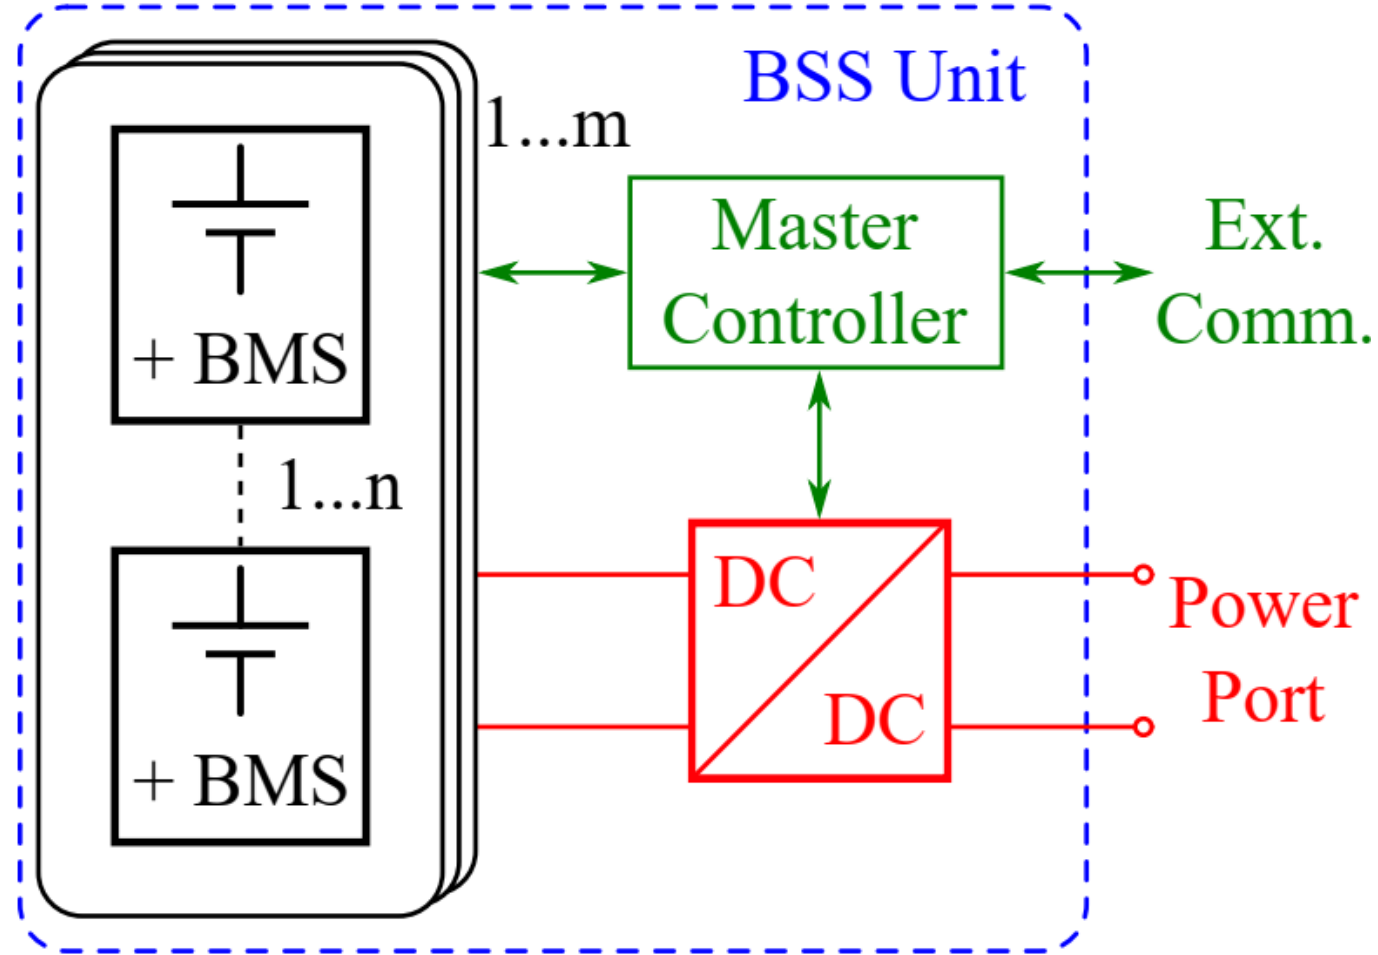 BSS Unit
1...m
+ BMS
1...n
+ BMS
Master
Controller
Ext.
Comm.
DC
DC
Power
Port